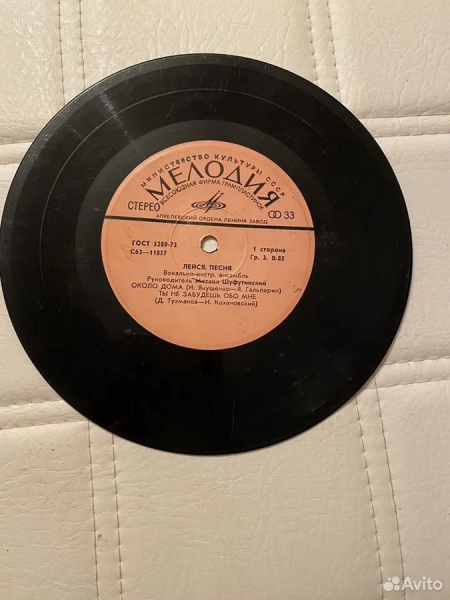 МИНИСТЕРСТВО КУЛЬТУРЫ СССР
МЕЛОДИЯ
ВСЕСОЮЗНАЯ ФИРМА ГРАМПЛАСТИНОК
СТЕРЕО
33
АПРЕЛЕВСКИЙ ОРДЕНА ЛЕНИНА ЗАВОД
ГОСТ 5289-73
1 сторона
С62—11857
Гр. 3. 0-85
ЛЕЙСЯ, ПЕСНЯ
Вокально-инстр. ансамбль
Руководитель Михаил Шуфутинский
ОКОЛО ДОМА (И. Якушенко—Я. Гальперин)
ТЫ НЕ ЗАБУДЕШЬ ОБО МНЕ
(Д. Тухманов—И. Кохановский)
Avito